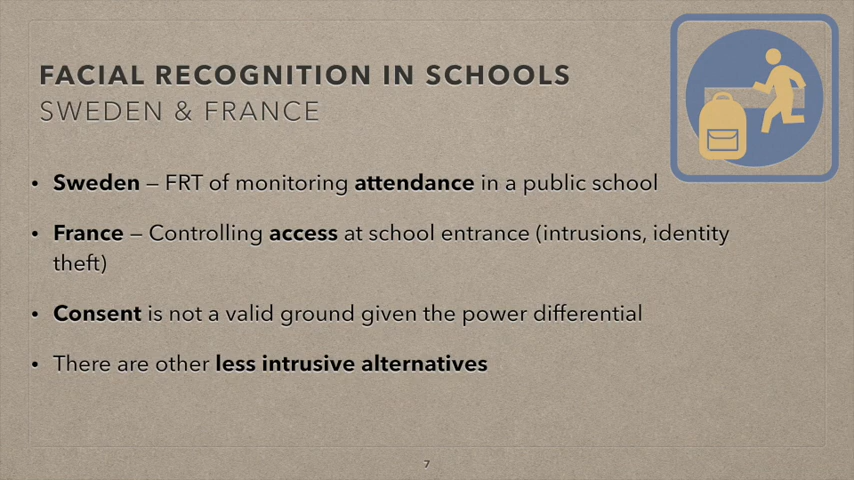 FACIAL RECOGNITION IN SCHOOLS
SWEDEN & FRANCE
• Sweden – FRT of monitoring attendance in a public school
• France – Controlling access at school entrance (intrusions, identity
theft)
• Consent is not a valid ground given the power differential
• There are other less intrusive alternatives
7